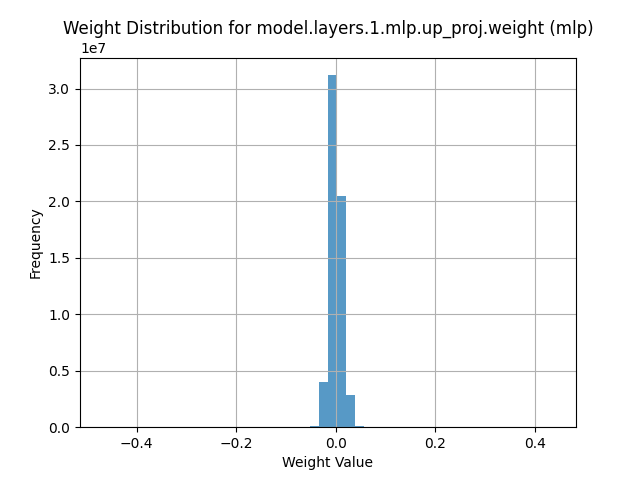 Weight Distribution for model.layers.1.mlp.up_proj.weight (mlp)
1e7
3.0
2.5
2.0
1.5
1.0
0.5
0.0
Frequency
−0.4 −0.2 0.0 0.2 0.4
Weight Value